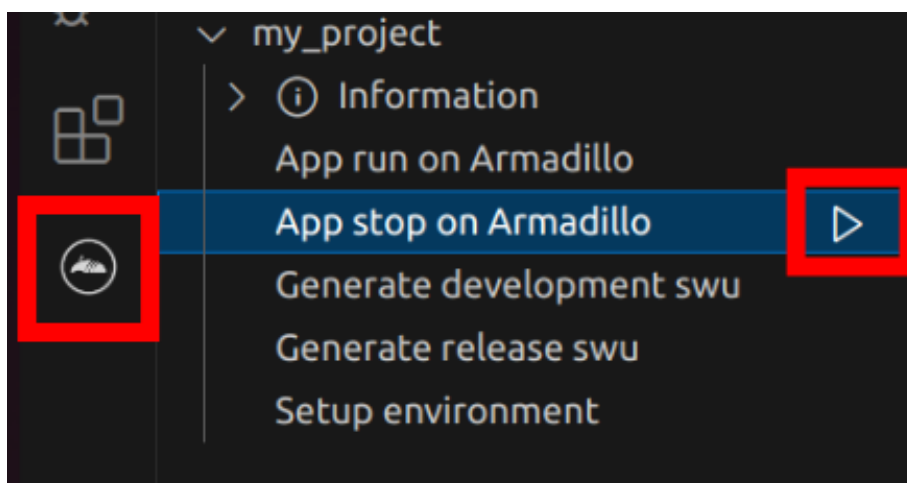 my_project
Information
App run on Armadillo
App stop on Armadillo
Generate development swu
Generate release swu
Setup environment